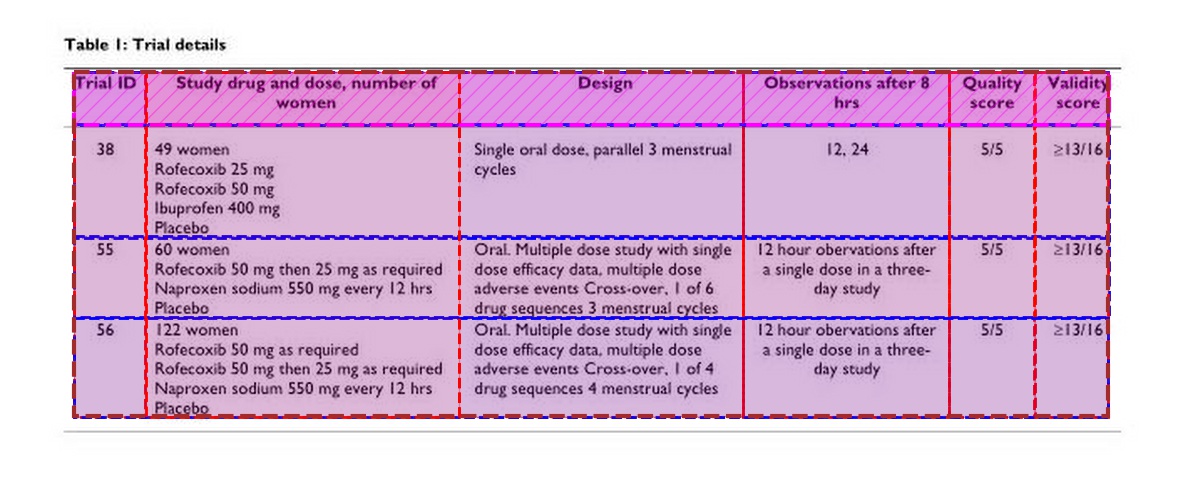 Table 1: Trial details
Trial ID Study drug and dose, number of women Design Observations after 8 hrs Quality score Validity score
38 49 women Single oral dose, parallel 3 menstrual 12, 24 5/5 ≥13/16
Rofecoxib 25 mg cycles
Rofecoxib 50 mg
Ibuprofen 400 mg
Placebo
55 60 women Oral. Multiple dose study with single 12 hour obervations after 5/5 ≥13/16
Rofecoxib 50 mg then 25 mg as required dose efficacy data, multiple dose a single dose in a three-
Naproxen sodium 550 mg every 12 hrs adverse events Cross-over, 1 of 6 day study
Placebo drug sequences 3 menstrual cycles
56 122 women Oral. Multiple dose study with single 12 hour obervations after 5/5 ≥13/16
Rofecoxib 50 mg as required dose efficacy data, multiple dose a single dose in a three-
Rofecoxib 50 mg then 25 mg as required adverse events Cross-over, 1 of 4 day study
Naproxen sodium 550 mg every 12 hrs drug sequences 4 menstrual cycles
Placebo